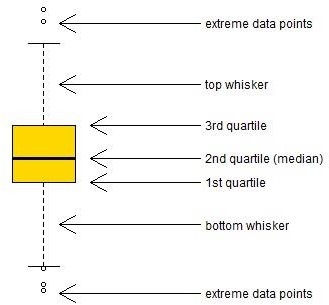 extreme data points
top whisker
3rd quartile
2nd quartile (median)
1st quartile
bottom whisker
extreme data points